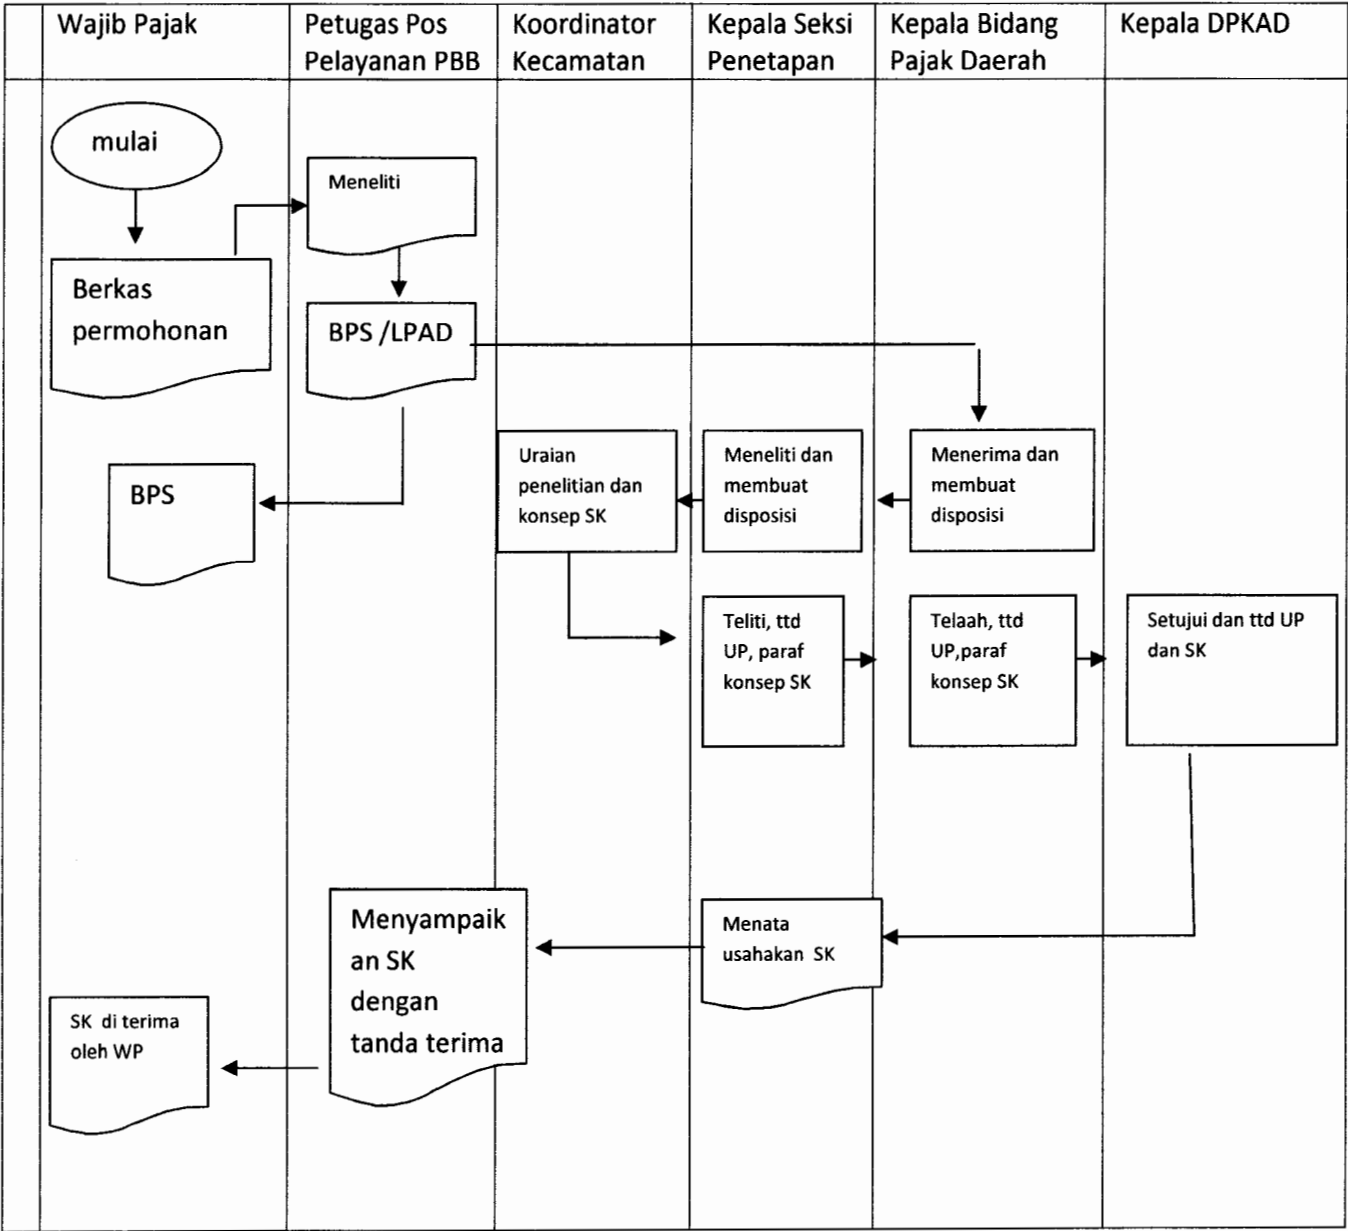 Wajib Pajak
Petugas Pos
Pelayanan PBB
Koordinator
Kecamatan
Kepala Seksi
Penetapan
Kepala Bidang
Pajak Daerah
Kepala DPKAD
mulai
Meneliti
Berkas
permohonan
BPS /LPAD
BPS
Uraian
penelitian dan
konsep SK
Meneliti dan
membuat
disposisi
Menerima dan
membuat
disposisi
Teliti, ttd
UP, paraf
konsep SK
Telaah, ttd
UP,paraf
konsep SK
Setujui dan ttd UP
dan SK
Menyampaik
an SK
dengan
tanda terima
Menata
usahakan SK
SK di terima
oleh WP